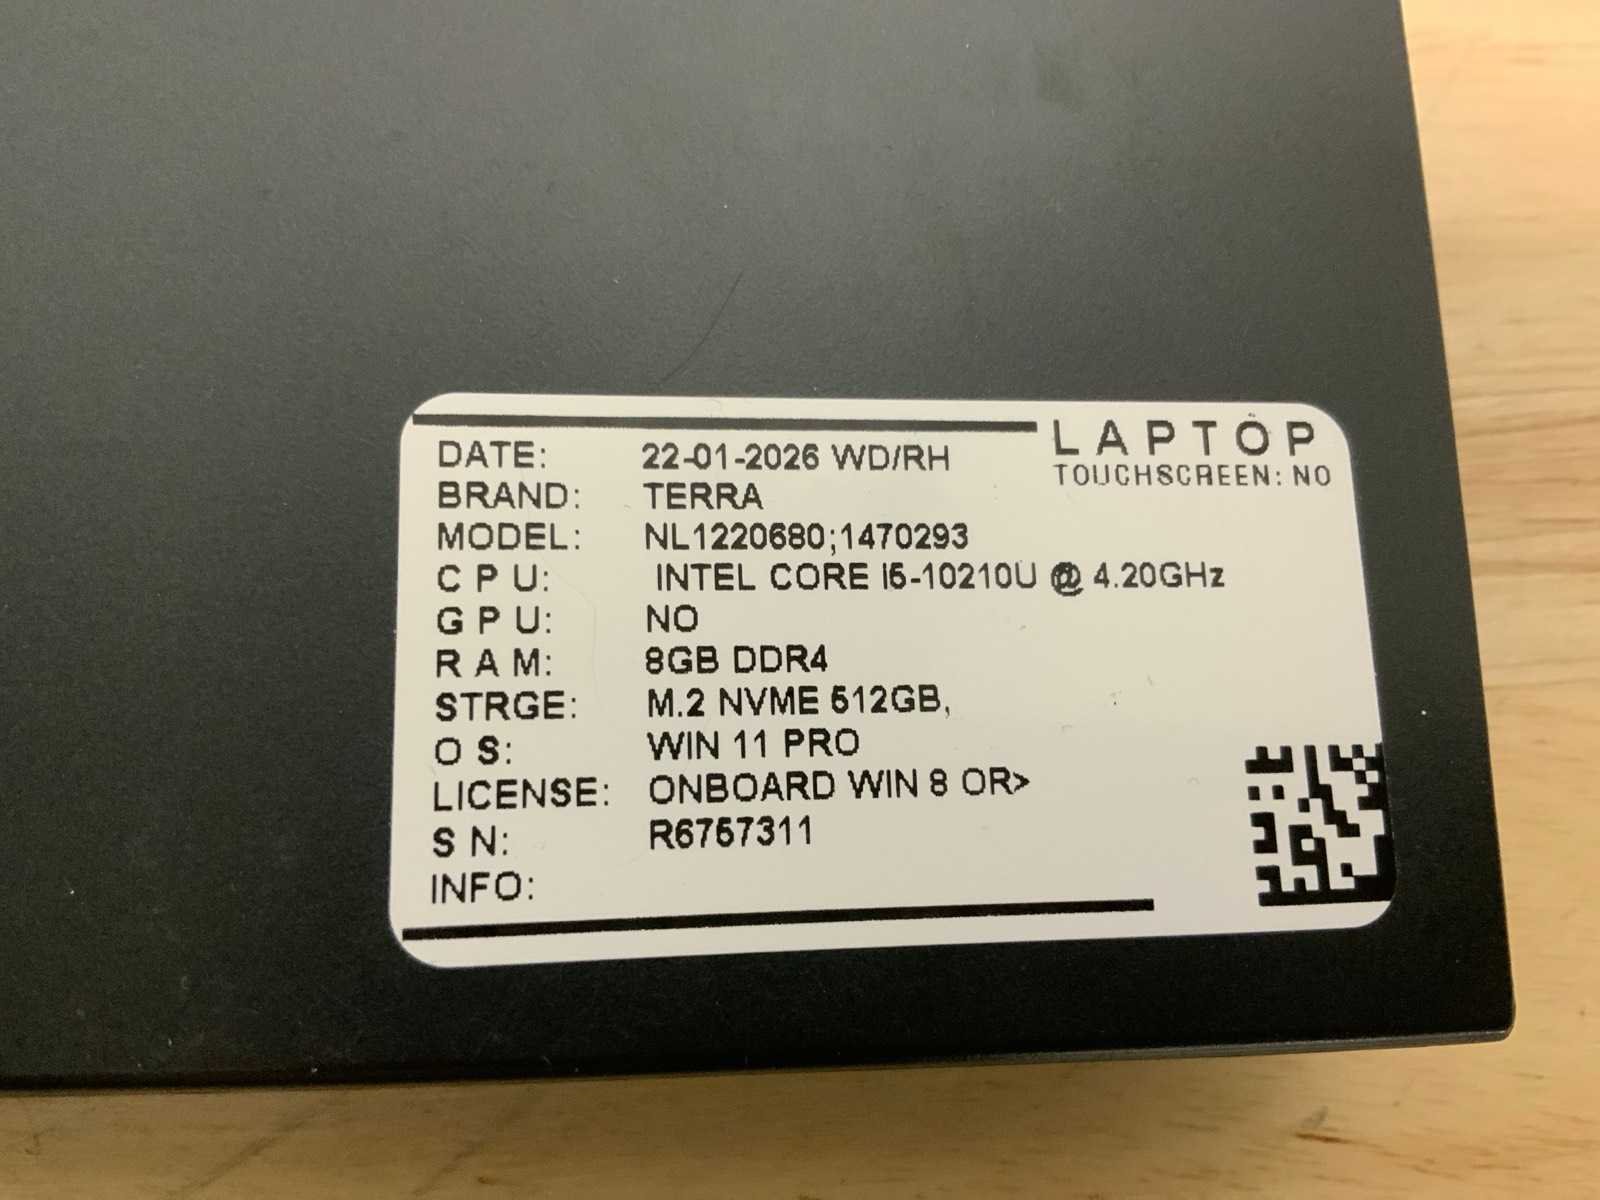 LAPTOP
TOUCHSCREEN: NO
DATE: 22-01-2026 WD/RH
BRAND: TERRA
MODEL: NL1220680;1470293
CPU: INTEL CORE I5-10210U @ 4.20GHz
GPU: NO
RAM: 8GB DDR4
STRGE: M.2 NVME 512GB,
OS: WIN 11 PRO
LICENSE: ONBOARD WIN 8 OR>
SN: R6757311
INFO: